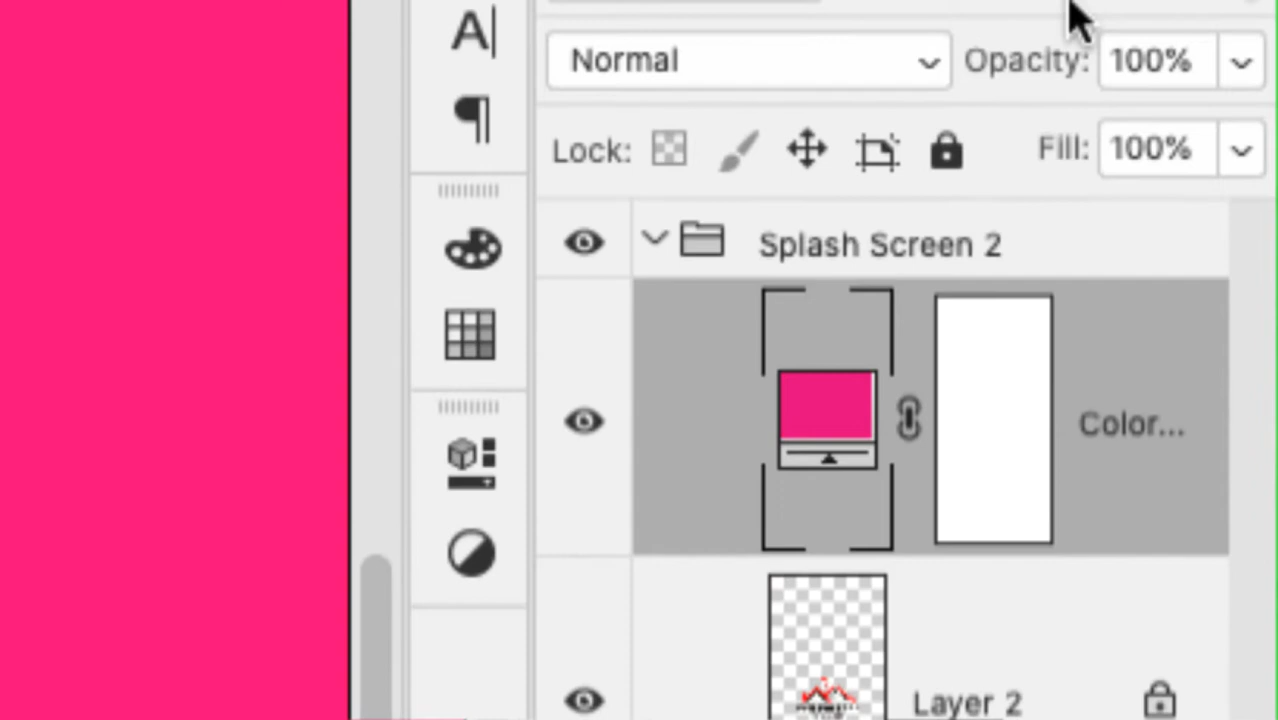 A|
¶
Normal
Opacity: 100%
Lock:
Fill: 100%
Splash Screen 2
Color...
Layer 2